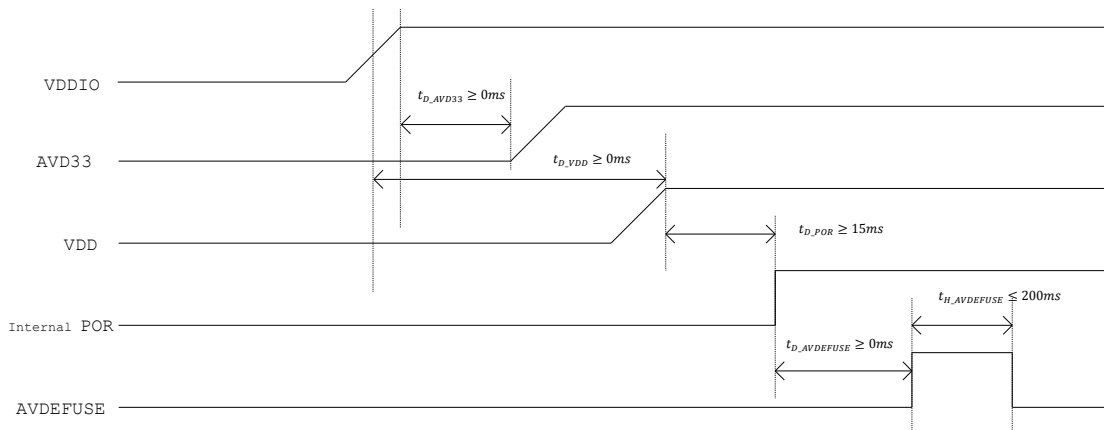 VDDIO
t_D_AVD33 ≥ 0ms
AVD33
t_D_VDD ≥ 0ms
VDD
t_D_POR ≥ 15ms
Internal POR
t_H_AVDEFUSE ≤ 200ms
t_D_AVDEFUSE ≥ 0ms
AVDEFUSE